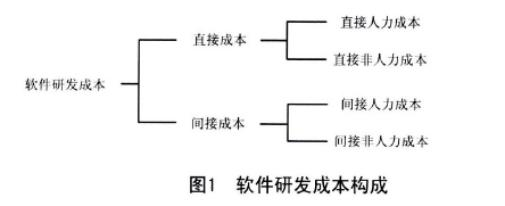 软件研发成本
直接成本
直接人力成本
直接非人力成本
间接成本
间接人力成本
间接非人力成本
图1 软件研发成本构成